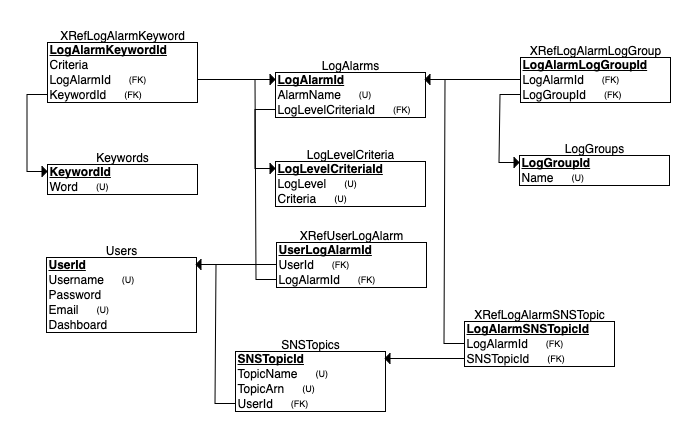 XRefLogAlarmKeyword
LogAlarmKeywordId
Criteria
LogAlarmId (FK)
KeywordId (FK)
LogAlarms
LogAlarmId
AlarmName (U)
LogLevelCriteriaId (FK)
XRefLogAlarmLogGroup
LogAlarmLogGroupId
LogAlarmId (FK)
LogGroupId (FK)
Keywords
KeywordId
Word (U)
LogLevelCriteria
LogLevelCriteriaId
LogLevel (U)
Criteria (U)
LogGroups
LogGroupId
Name (U)
Users
UserId
Username (U)
Password
Email (U)
Dashboard
XRefUserLogAlarm
UserLogAlarmId
UserId (FK)
LogAlarmId (FK)
XRefLogAlarmSNSTopic
LogAlarmSNSTopicId
LogAlarmId (FK)
SNSTopicId (FK)
SNSTopics
SNSTopicId
TopicName (U)
TopicArn (U)
UserId (FK)